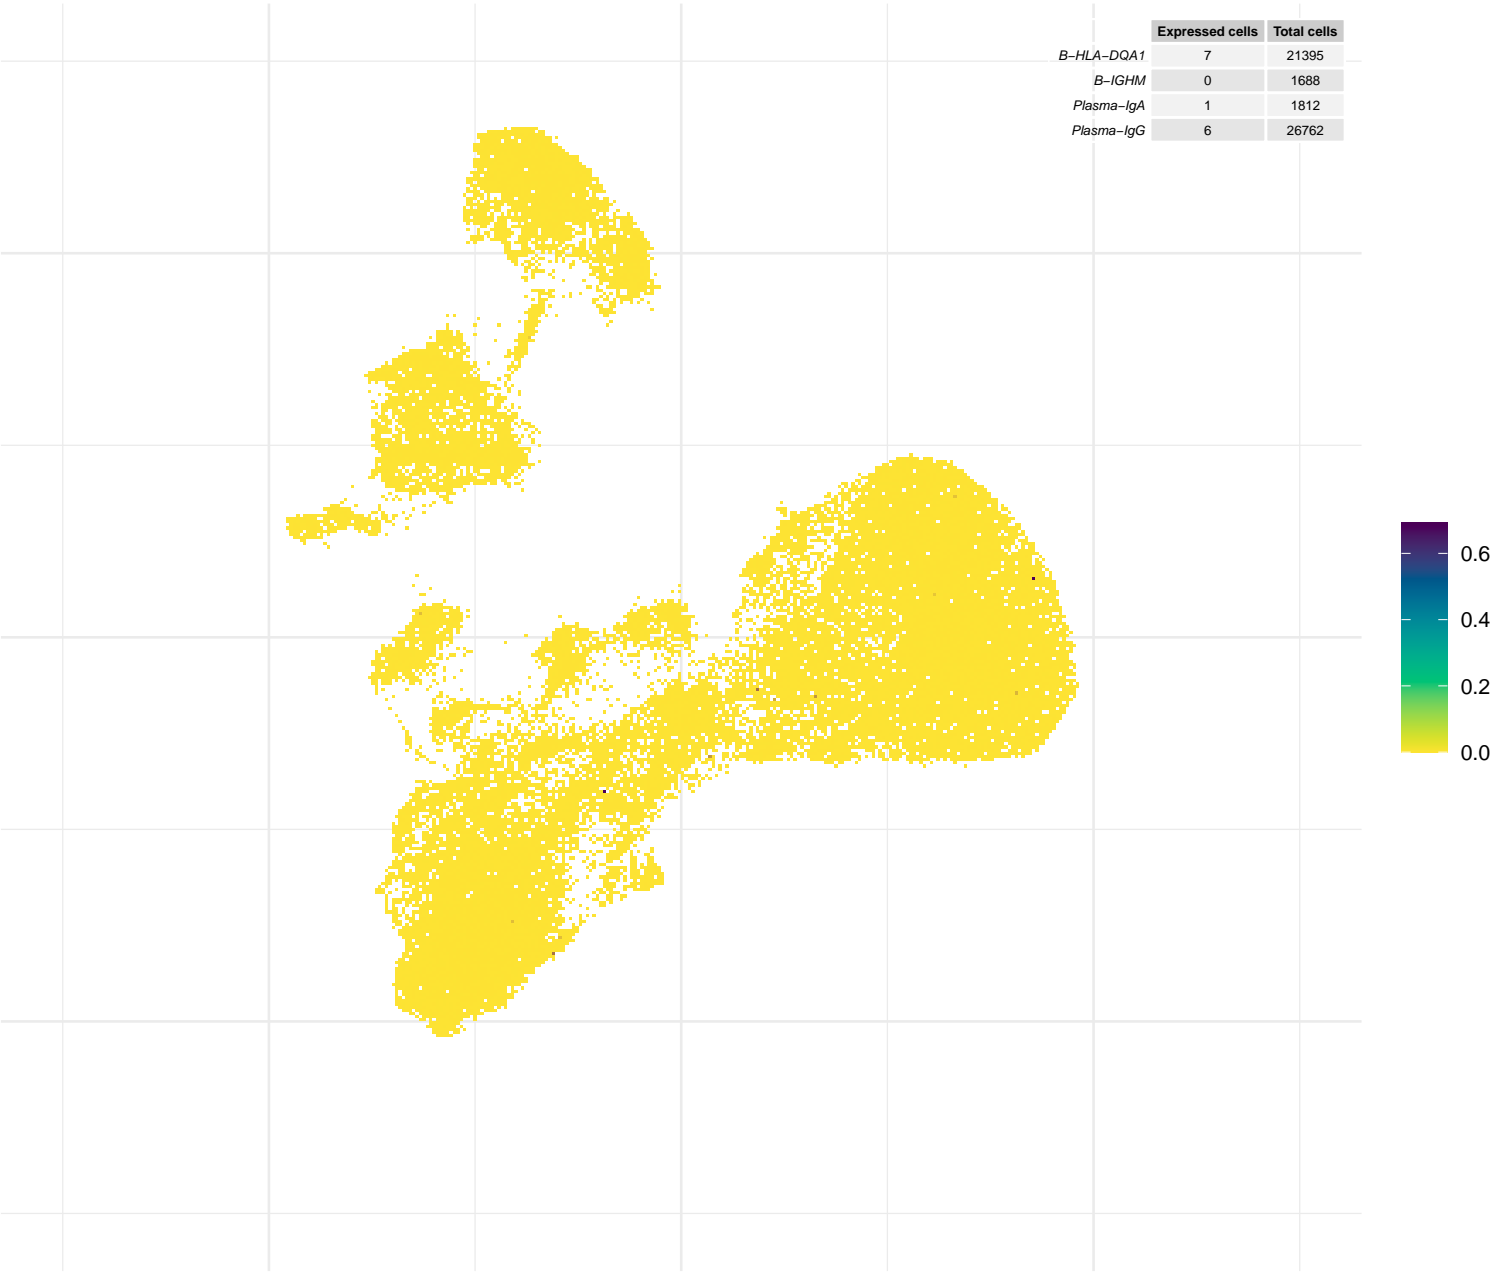 Expressed cells Total cells
B−HLA−DQA1 7 21395
B−IGHM 0 1688
Plasma−IgA 1 1812
Plasma−IgG 6 26762
0.6
0.4
0.2
0.0